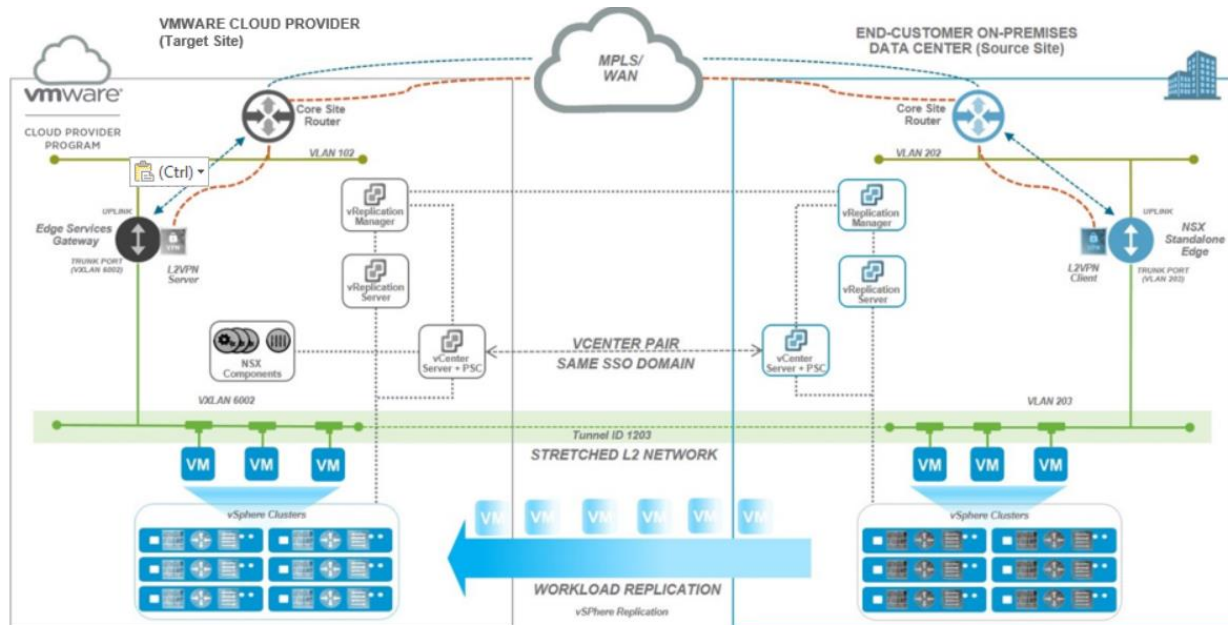 VMWARE CLOUD PROVIDER
(Target Site)
END-CUSTOMER ON-PREMISES
DATA CENTER (Source Site)
MPLS/
WAN
vmware®
CLOUD PROVIDER
PROGRAM
Core Site
Router
Core Site
Router
VLAN 102
VLAN 202
(Ctrl)
UPLINK
Edge Services
Gateway
TRUNK PORT
(VXLAN 6002)
VPN
L2VPN
Server
vReplication
Manager
vReplication
Manager
UPLINK
NSX
Standalone
Edge
VPN
L2VPN
Client
TRUNK PORT
(VLAN 203)
vReplication
Server
vReplication
Server
NSX
Components
vCenter
Server + PSC
VCENTER PAIR
SAME SSO DOMAIN
vCenter
Server + PSC
VXLAN 6002
VLAN 203
Tunnel ID 1203
STRETCHED L2 NETWORK
VM VM VM
VM VM VM
vSphere Clusters
VM VM VM VM VM VM
vSphere Clusters
WORKLOAD REPLICATION
vSPhere Replication